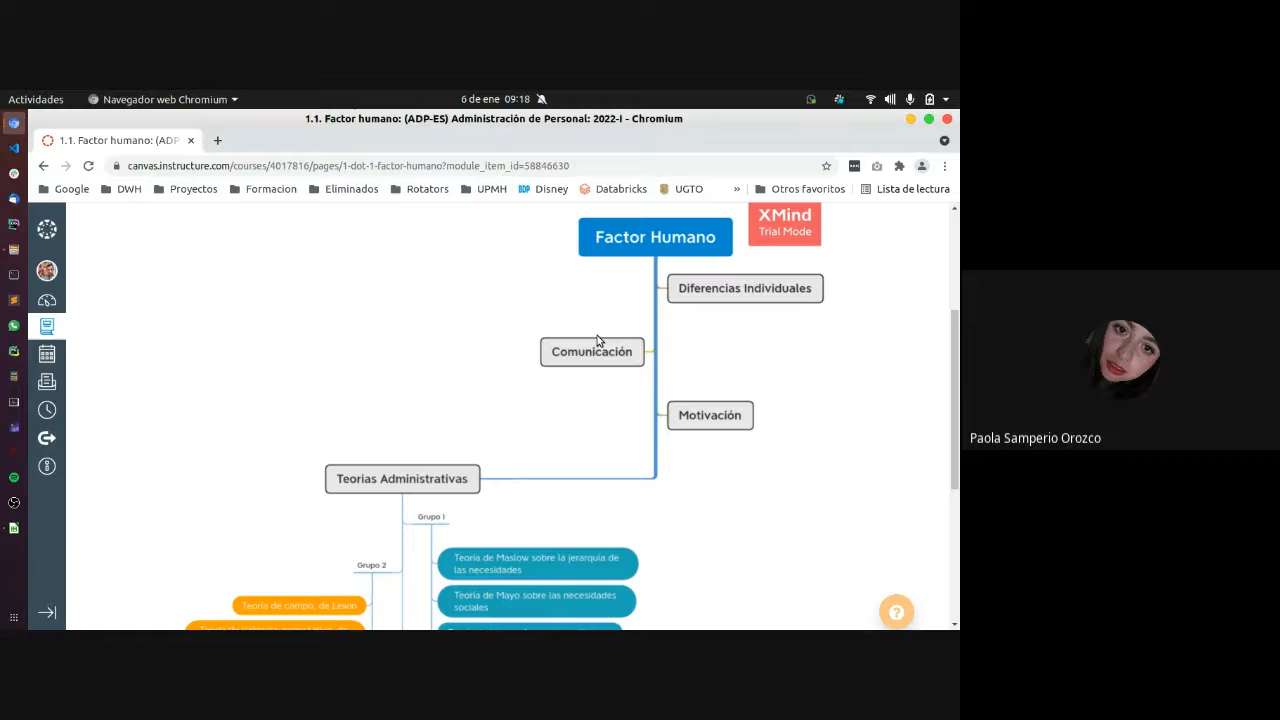 Actividades
Navegador web Chromium
6 de ene 09:18
1.1. Factor humano: (ADP-ES) Administración de Personal: 2022-I - Chromium
1.1. Factor humano: (ADP
canvas.instructure.com/courses/4017816/pages/1-dot-1-factor-humano?module_item_id=58846630
Google
DWH
Proyectos
Formacion
Eliminados
Rotators
UPMH
BDP Disney
Databricks
UGTO
»
Otros favoritos
Lista de lectura
Factor Humano
XMind
Trial Mode
Diferencias Individuales
Comunicación
Motivación
Teorias Administrativas
Grupo 1
Teoría de Maslow sobre la jerarquía de
las necesidades
Grupo 2
Teoría de Mayo sobre las necesidades
sociales
Teoría de campo, de Lewin
Paola Samperio Orozco